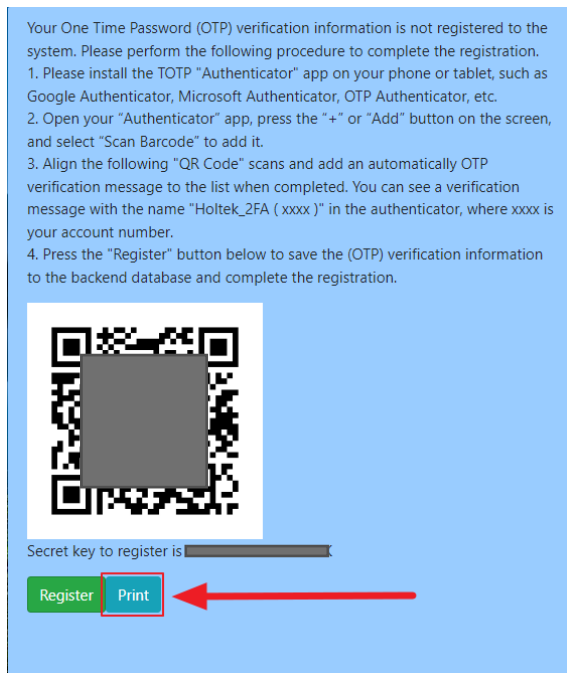 Your One Time Password (OTP) verification information is not registered to the
system. Please perform the following procedure to complete the registration.
1. Please install the TOTP "Authenticator" app on your phone or tablet, such as
Google Authenticator, Microsoft Authenticator, OTP Authenticator, etc.
2. Open your “Authenticator” app, press the “+” or “Add” button on the screen,
and select “Scan Barcode” to add it.
3. Align the following "QR Code" scans and add an automatically OTP
verification message to the list when completed. You can see a verification
message with the name "Holtek_2FA ( xxxx )" in the authenticator, where xxxx is
your account number.
4. Press the "Register" button below to save the (OTP) verification information
to the backend database and complete the registration.
Secret key to register is
Register Print